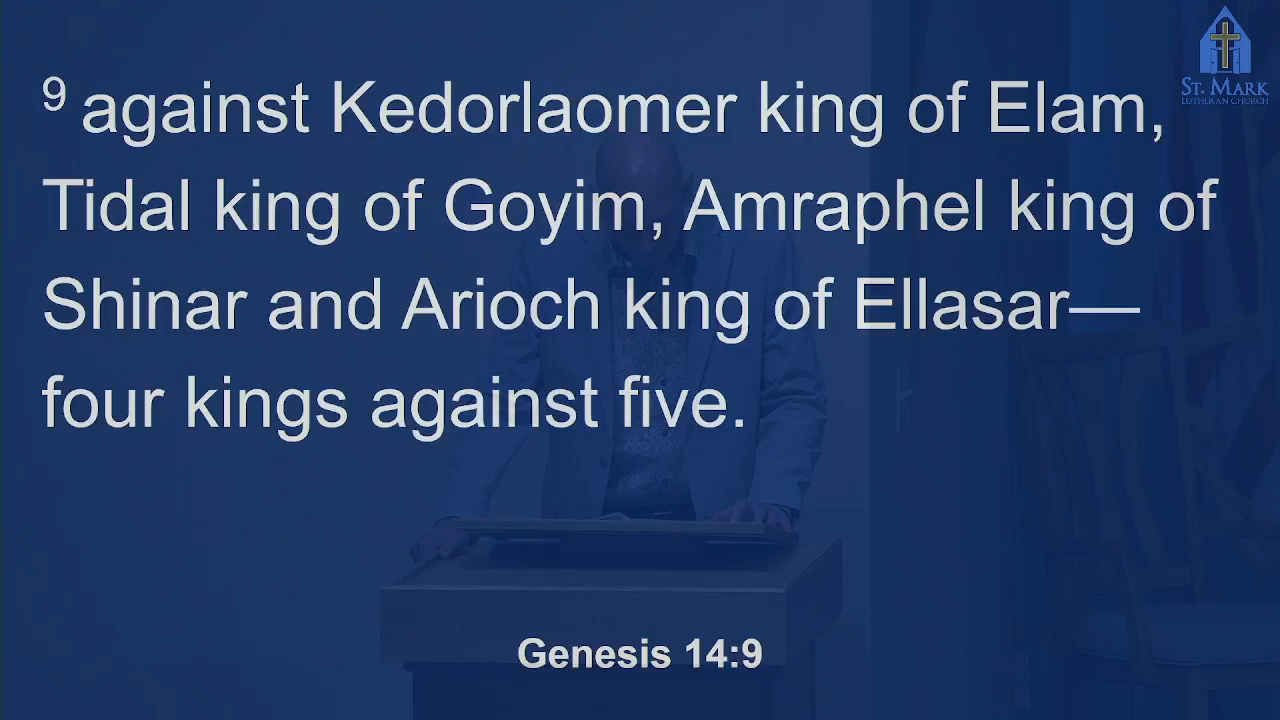 9 against Kedorlaomer king of Elam,
Tidal king of Goyim, Amraphel king of
Shinar and Arioch king of Ellasar—
four kings against five.
Genesis 14:9
ST. MARK
LUTHERAN CHURCH